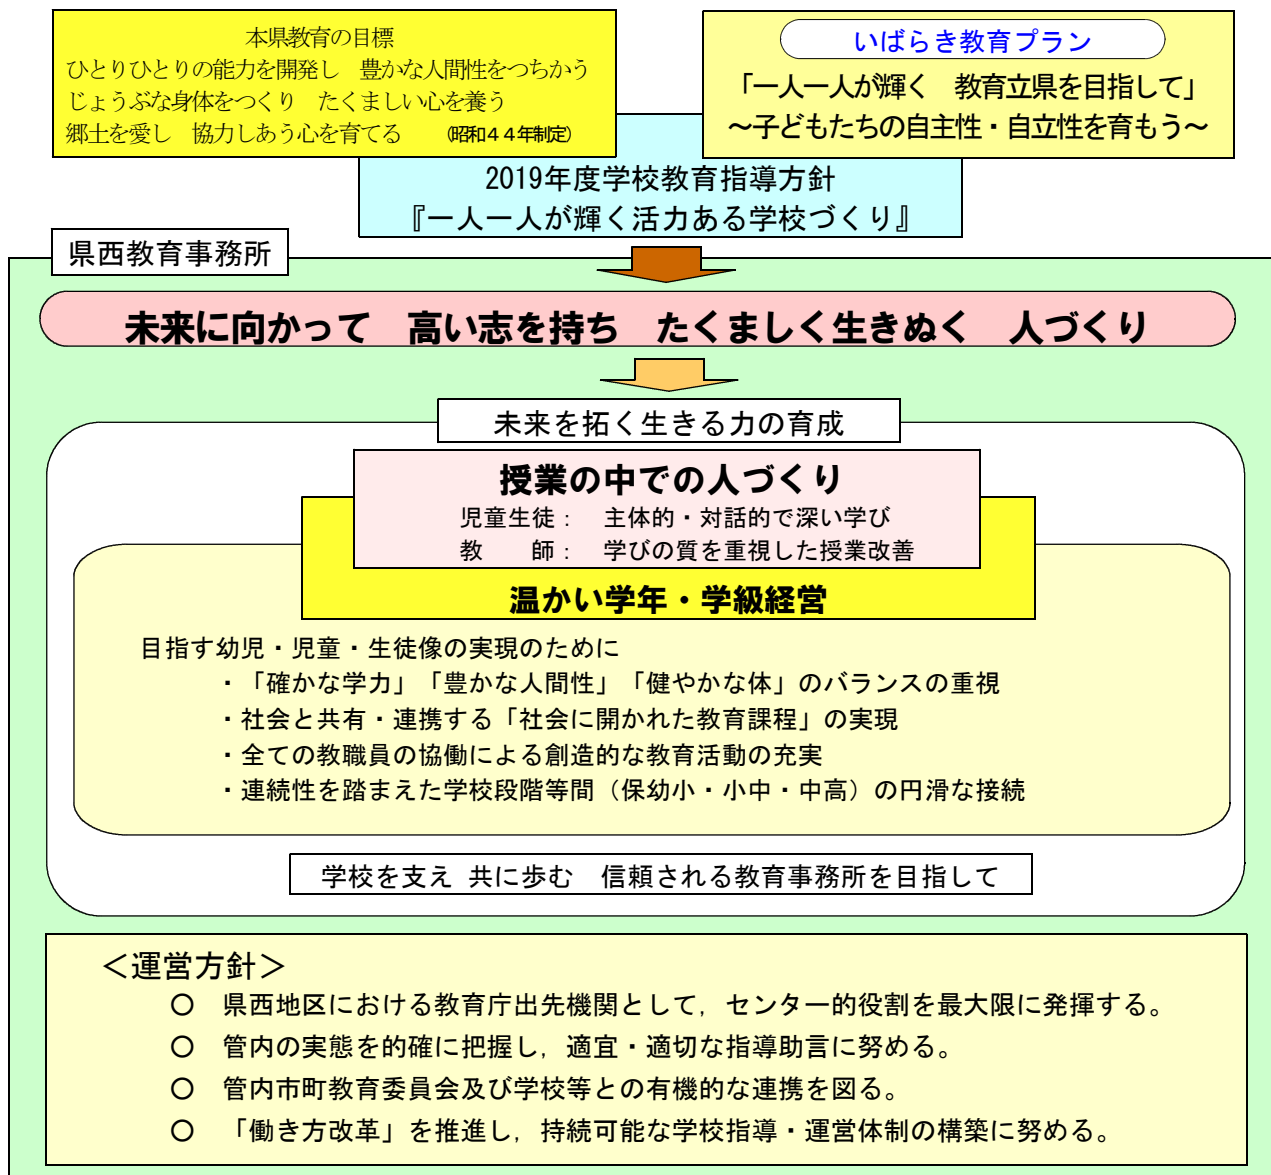 本県教育の目標
ひとりひとりの能力を開発し　豊かな人間性をつちかう
じょうぶな身体をつくり　たくましい心を養う
郷土を愛し　協力しあう心を育てる　（昭和４４年制定）
いばらき教育プラン
「一人一人が輝く　教育立県を目指して」
～子どもたちの自主性・自立性を育もう～
2019年度学校教育指導方針
『一人一人が輝く活力ある学校づくり』
県西教育事務所
未来に向かって　高い志を持ち　たくましく生きぬく　人づくり
未来を拓く生きる力の育成
授業の中での人づくり
児童生徒：　主体的・対話的で深い学び
教　　師：　学びの質を重視した授業改善
温かい学年・学級経営
目指す幼児・児童・生徒像の実現のために
・「確かな学力」「豊かな人間性」「健やかな体」のバランスの重視
・社会と共有・連携する「社会に開かれた教育課程」の実現
・全ての教職員の協働による創造的な教育活動の充実
・連続性を踏まえた学校段階等間（保幼小・小中・中高）の円滑な接続
学校を支え 共に歩む　信頼される教育事務所を目指して
＜運営方針＞
○　県西地区における教育庁出先機関として，センター的役割を最大限に発揮する。
○　管内の実態を的確に把握し，適宜・適切な指導助言に努める。
○　管内市町教育委員会及び学校等との有機的な連携を図る。
○　「働き方改革」を推進し，持続可能な学校指導・運営体制の構築に努める。